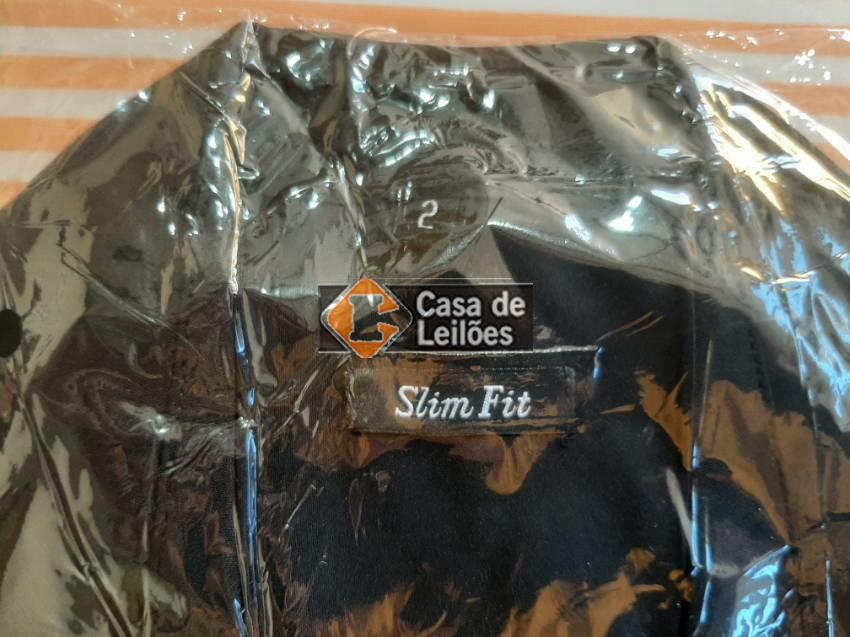 2
Casa de
Leilões
Slim Fit